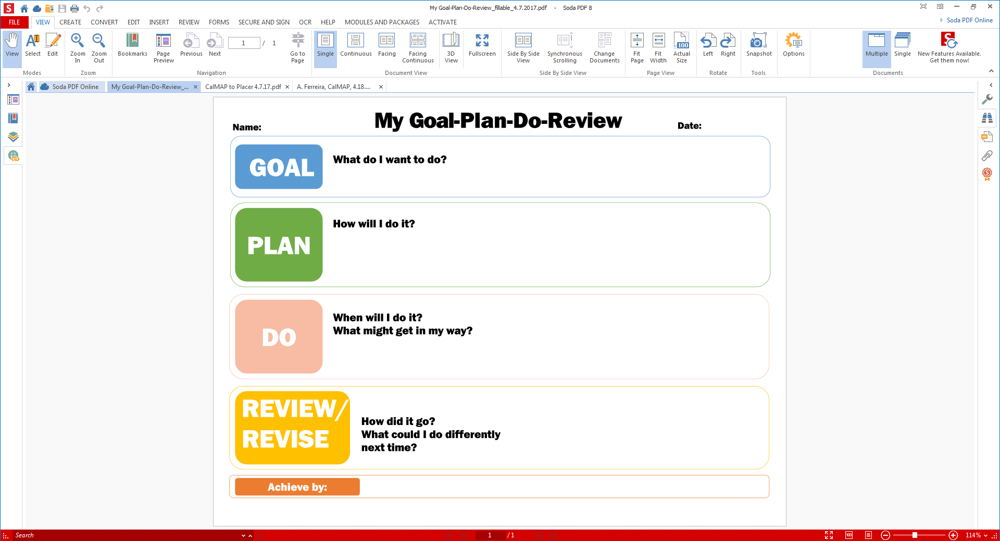 My Goal-Plan-Do-Review_fillable_4.7.2017.pdf - Soda PDF 8
FILE VIEW CREATE CONVERT EDIT INSERT REVIEW FORMS SECURE AND SIGN OCR HELP MODULES AND PACKAGES ACTIVATE
Soda PDF Online
View Select Edit
Modes
Zoom In
Zoom Out
Zoom
Bookmarks
Page Preview
Previous
Next
1 / 1
Go to Page
Navigation
Single
Continuous
Facing
Facing Continuous
3D View
Fullscreen
Document View
Side By Side View
Synchronous Scrolling
Change Documents
Side By Side View
Fit Page
Fit Width
100
Actual Size
Page View
Left
Right
Rotate
Snapshot
Tools
Options
Multiple
Single
Documents
New Features Available.
Get them now!
Soda PDF Online
My Goal-Plan-Do-Review_...
CalMAP to Placer 4.7.17.pdf
A. Ferreira, CalMAP, 4.18....
My Goal-Plan-Do-Review
Name:
Date:
GOAL
What do I want to do?
PLAN
How will I do it?
DO
When will I do it?
What might get in my way?
REVIEW/
REVISE
How did it go?
What could I do differently
next time?
Achieve by:
Search
1 / 1
100
114%